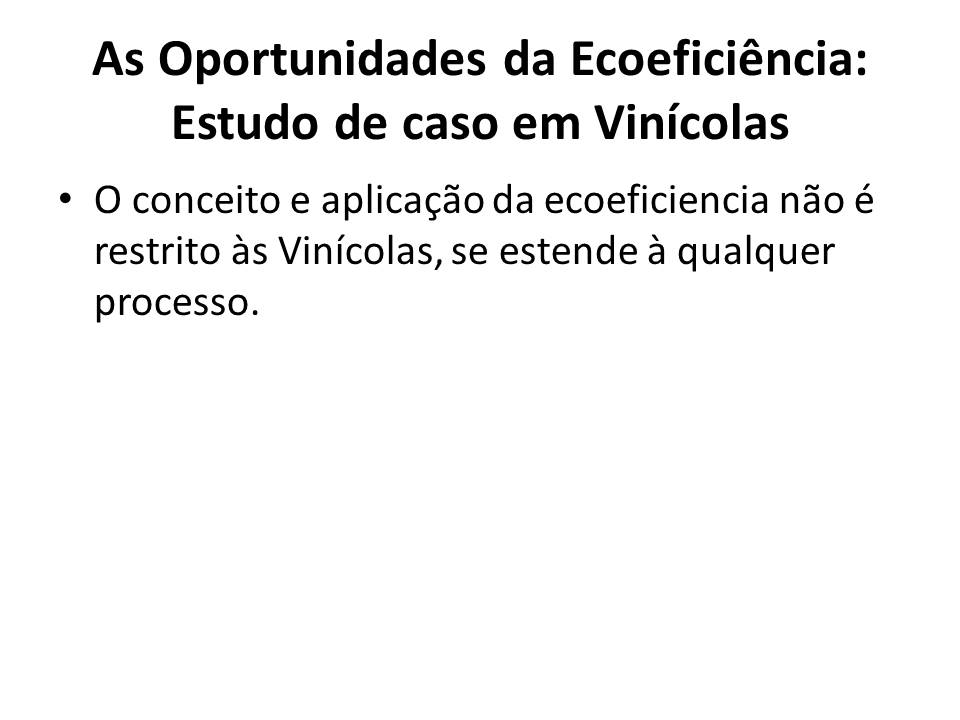 As Oportunidades da Ecoeficiência:
Estudo de caso em Vinícolas
• O conceito e aplicação da ecoeficiencia não é
restrito às Vinícolas, se estende à qualquer
processo.